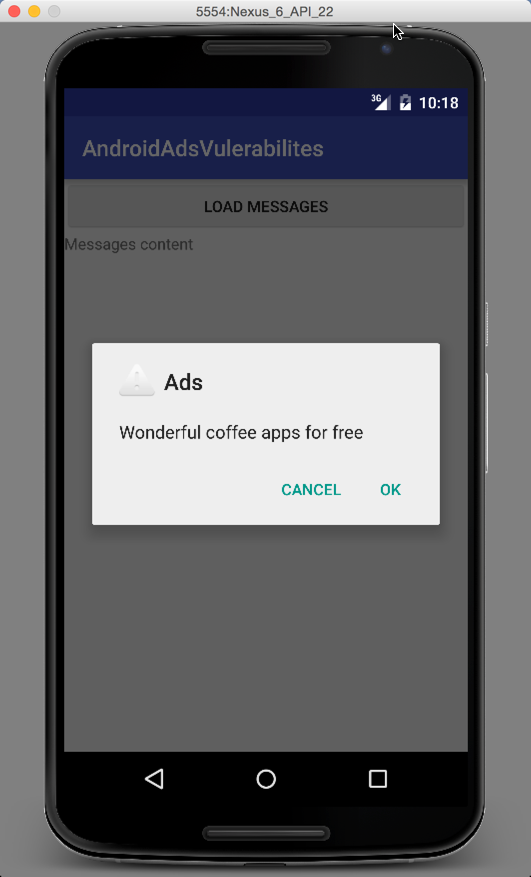 5554:Nexus_6_API_22
3G 10:18
AndroidAdsVulerabilites
LOAD MESSAGES
Messages content
Ads
Wonderful coffee apps for free
CANCEL OK